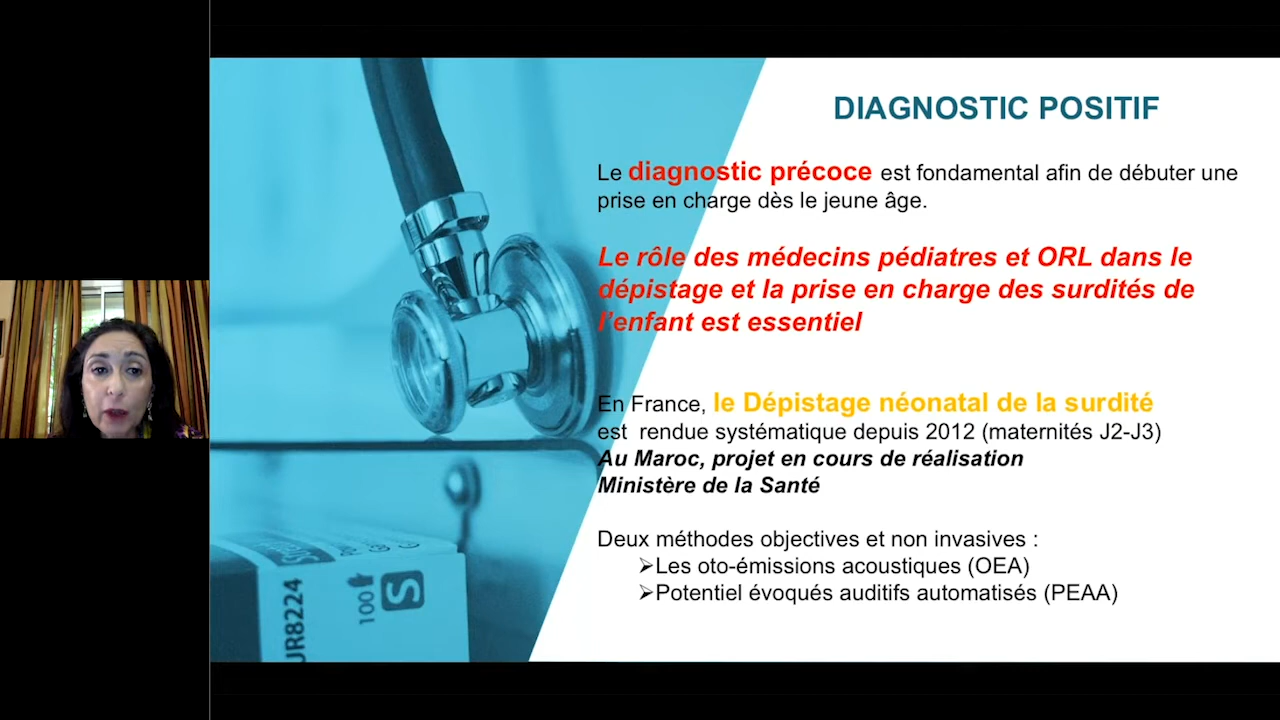 DIAGNOSTIC POSITIF
Le diagnostic précoce est fondamental afin de débuter une
prise en charge dès le jeune âge.
Le rôle des médecins pédiatres et ORL dans le
dépistage et la prise en charge des surdités de
l'enfant est essentiel
En France, le Dépistage néonatal de la surdité
est rendue systématique depuis 2012 (maternités J2-J3)
Au Maroc, projet en cours de réalisation
Ministère de la Santé
Deux méthodes objectives et non invasives :
➢Les oto-émissions acoustiques (OEA)
➢Potentiel évoqués auditifs automatisés (PEAA)
UR8224
100
S